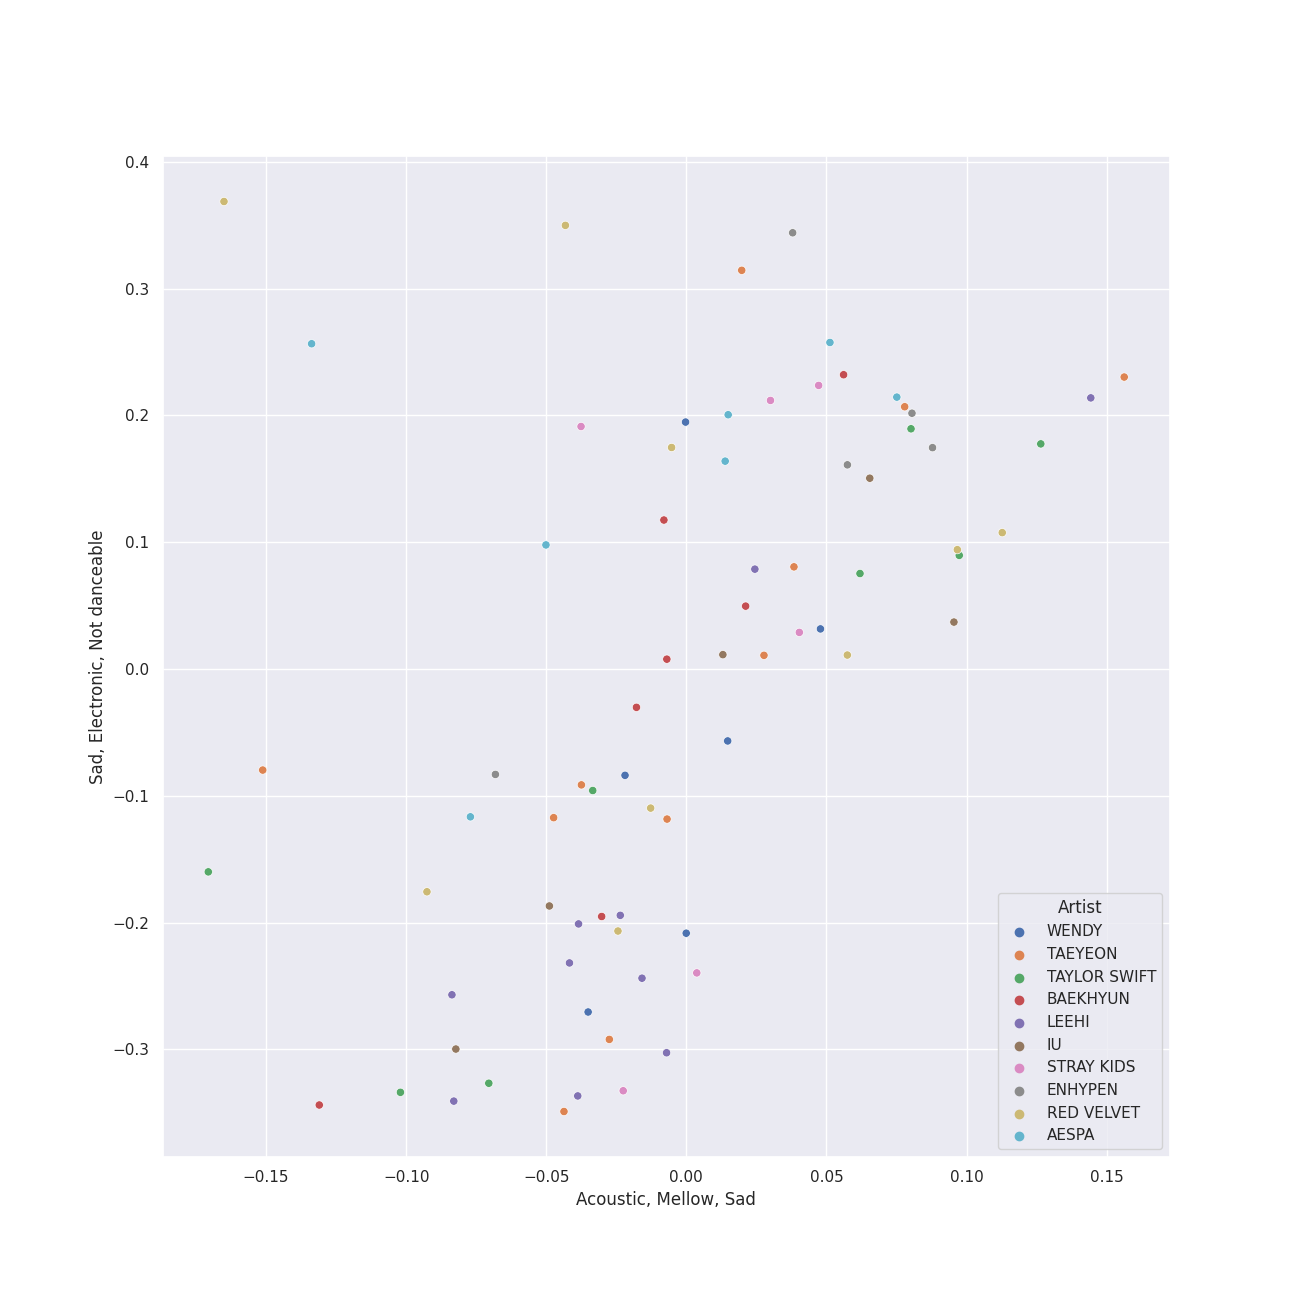 0.4
0.3
0.2
0.1
0.0
−0.1
−0.2
−0.3
Sad, Electronic, Not danceable
Artist
WENDY
TAEYEON
TAYLOR SWIFT
BAEKHYUN
LEEHI
IU
STRAY KIDS
ENHYPEN
RED VELVET
AESPA
−0.15 −0.10 −0.05 0.00 0.05 0.10 0.15
Acoustic, Mellow, Sad